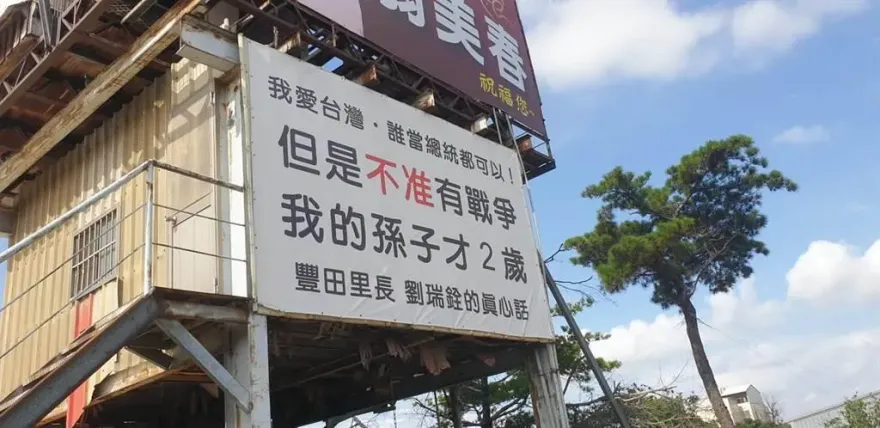 美春
祝福您
我愛台灣·誰當總統都可以!
但是不准有戰爭
我的孫子才2歲
豐田里長 劉瑞銓的眞心話